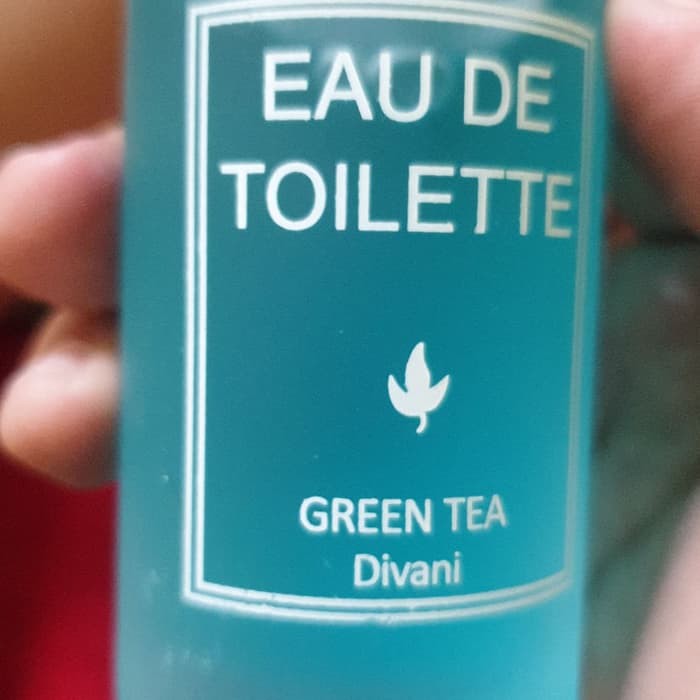 EAU DE
TOILETTE
GREEN TEA
Divani